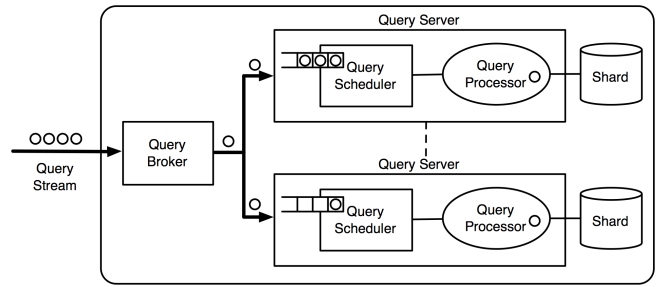 Query Server
Query
Scheduler
Query
Processor
Shard
Query
Stream
Query
Broker
Query Server
Query
Scheduler
Query
Processor
Shard